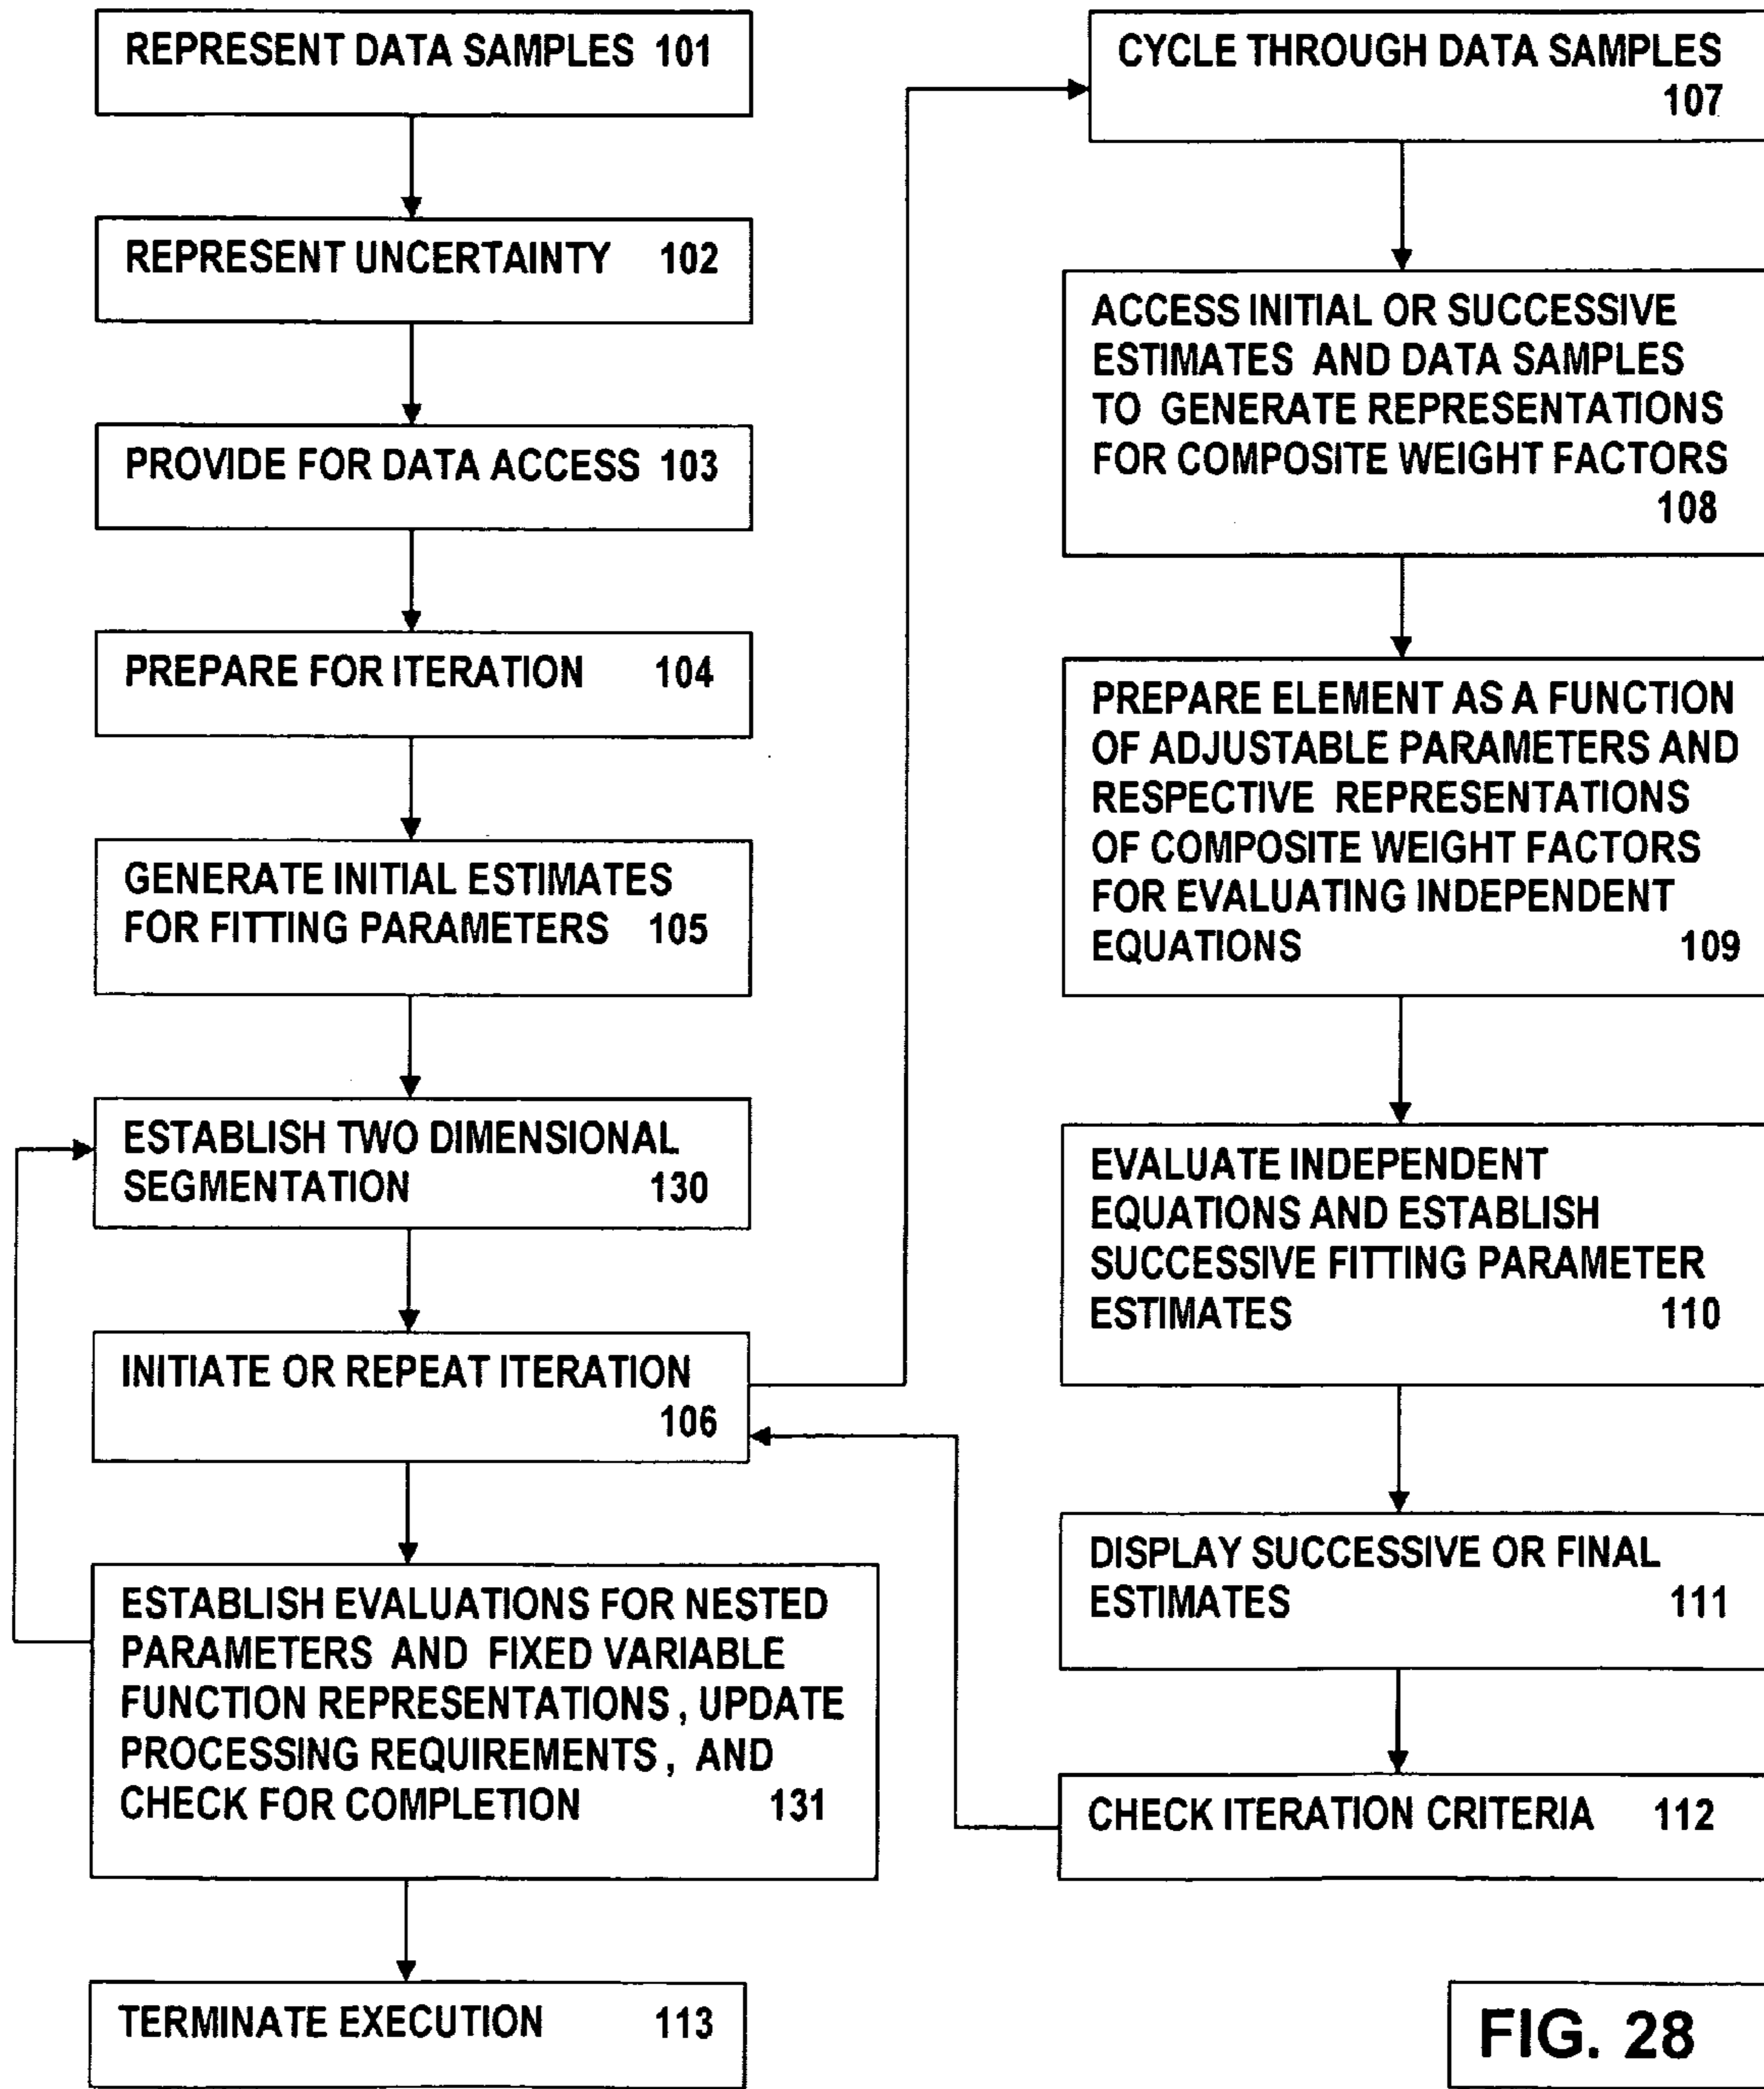 REPRESENT DATA SAMPLES 101
REPRESENT UNCERTAINTY 102
PROVIDE FOR DATA ACCESS 103
PREPARE FOR ITERATION 104
GENERATE INITIAL ESTIMATES
FOR FITTING PARAMETERS 105
ESTABLISH TWO DIMENSIONAL
SEGMENTATION 130
INITIATE OR REPEAT ITERATION
106
ESTABLISH EVALUATIONS FOR NESTED
PARAMETERS AND FIXED VARIABLE
FUNCTION REPRESENTATIONS , UPDATE
PROCESSING REQUIREMENTS , AND
CHECK FOR COMPLETION 131
TERMINATE EXECUTION 113
CYCLE THROUGH DATA SAMPLES
107
ACCESS INITIAL OR SUCCESSIVE
ESTIMATES AND DATA SAMPLES
TO GENERATE REPRESENTATIONS
FOR COMPOSITE WEIGHT FACTORS
108
PREPARE ELEMENT AS A FUNCTION
OF ADJUSTABLE PARAMETERS AND
RESPECTIVE REPRESENTATIONS
OF COMPOSITE WEIGHT FACTORS
FOR EVALUATING INDEPENDENT
EQUATIONS 109
EVALUATE INDEPENDENT
EQUATIONS AND ESTABLISH
SUCCESSIVE FITTING PARAMETER
ESTIMATES 110
DISPLAY SUCCESSIVE OR FINAL
ESTIMATES 111
CHECK ITERATION CRITERIA 112
FIG. 28